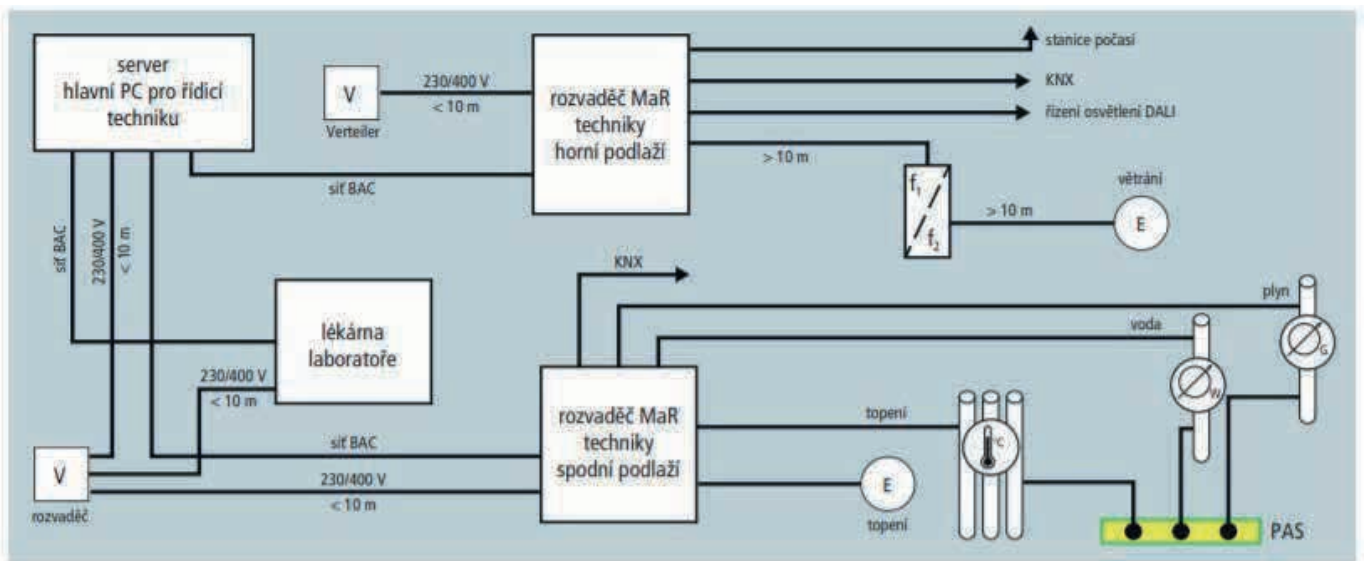 server
hlavní PC pro řídicí
techniku
V
Verteiler
230/400 V
< 10 m
rozvaděč MaR
techniky
horní podlaží
stanice počasí
KNX
řízení osvětlení DALI
> 10 m
f1
f2
> 10 m
větrání
E
síť BAC
síť BAC
230/400 V
< 10 m
KNX
lékárna
laboratoře
230/400 V
< 10 m
plyn
G
voda
W
rozvaděč MaR
techniky
spodní podlaží
topení
°C
síť BAC
V
rozvaděč
230/400 V
< 10 m
E
topení
PAS